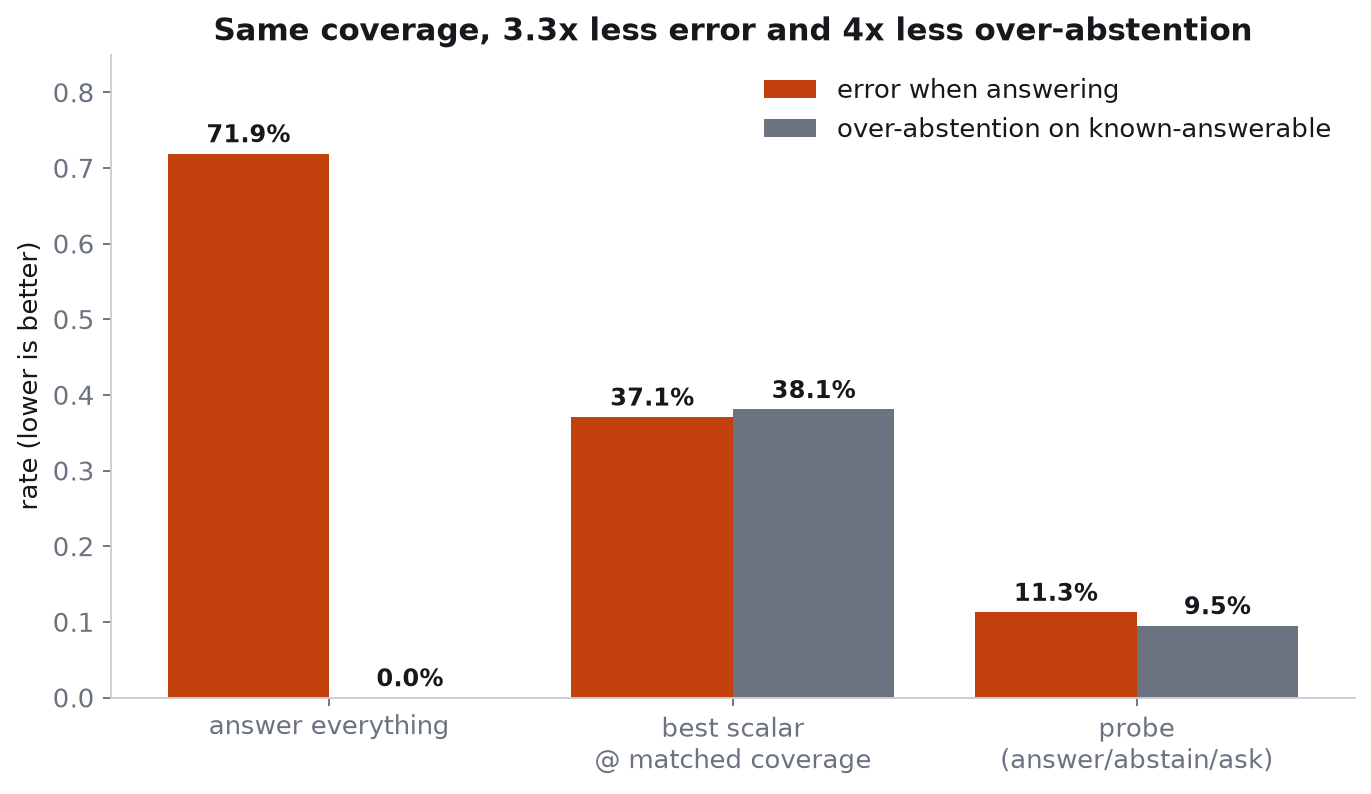 Same coverage, 3.3x less error and 4x less over-abstention
error when answering
over-abstention on known-answerable
rate (lower is better)
0.8
0.7
0.6
0.5
0.4
0.3
0.2
0.1
0.0
71.9%
0.0%
37.1%
38.1%
11.3%
9.5%
answer everything
best scalar
@ matched coverage
probe
(answer/abstain/ask)